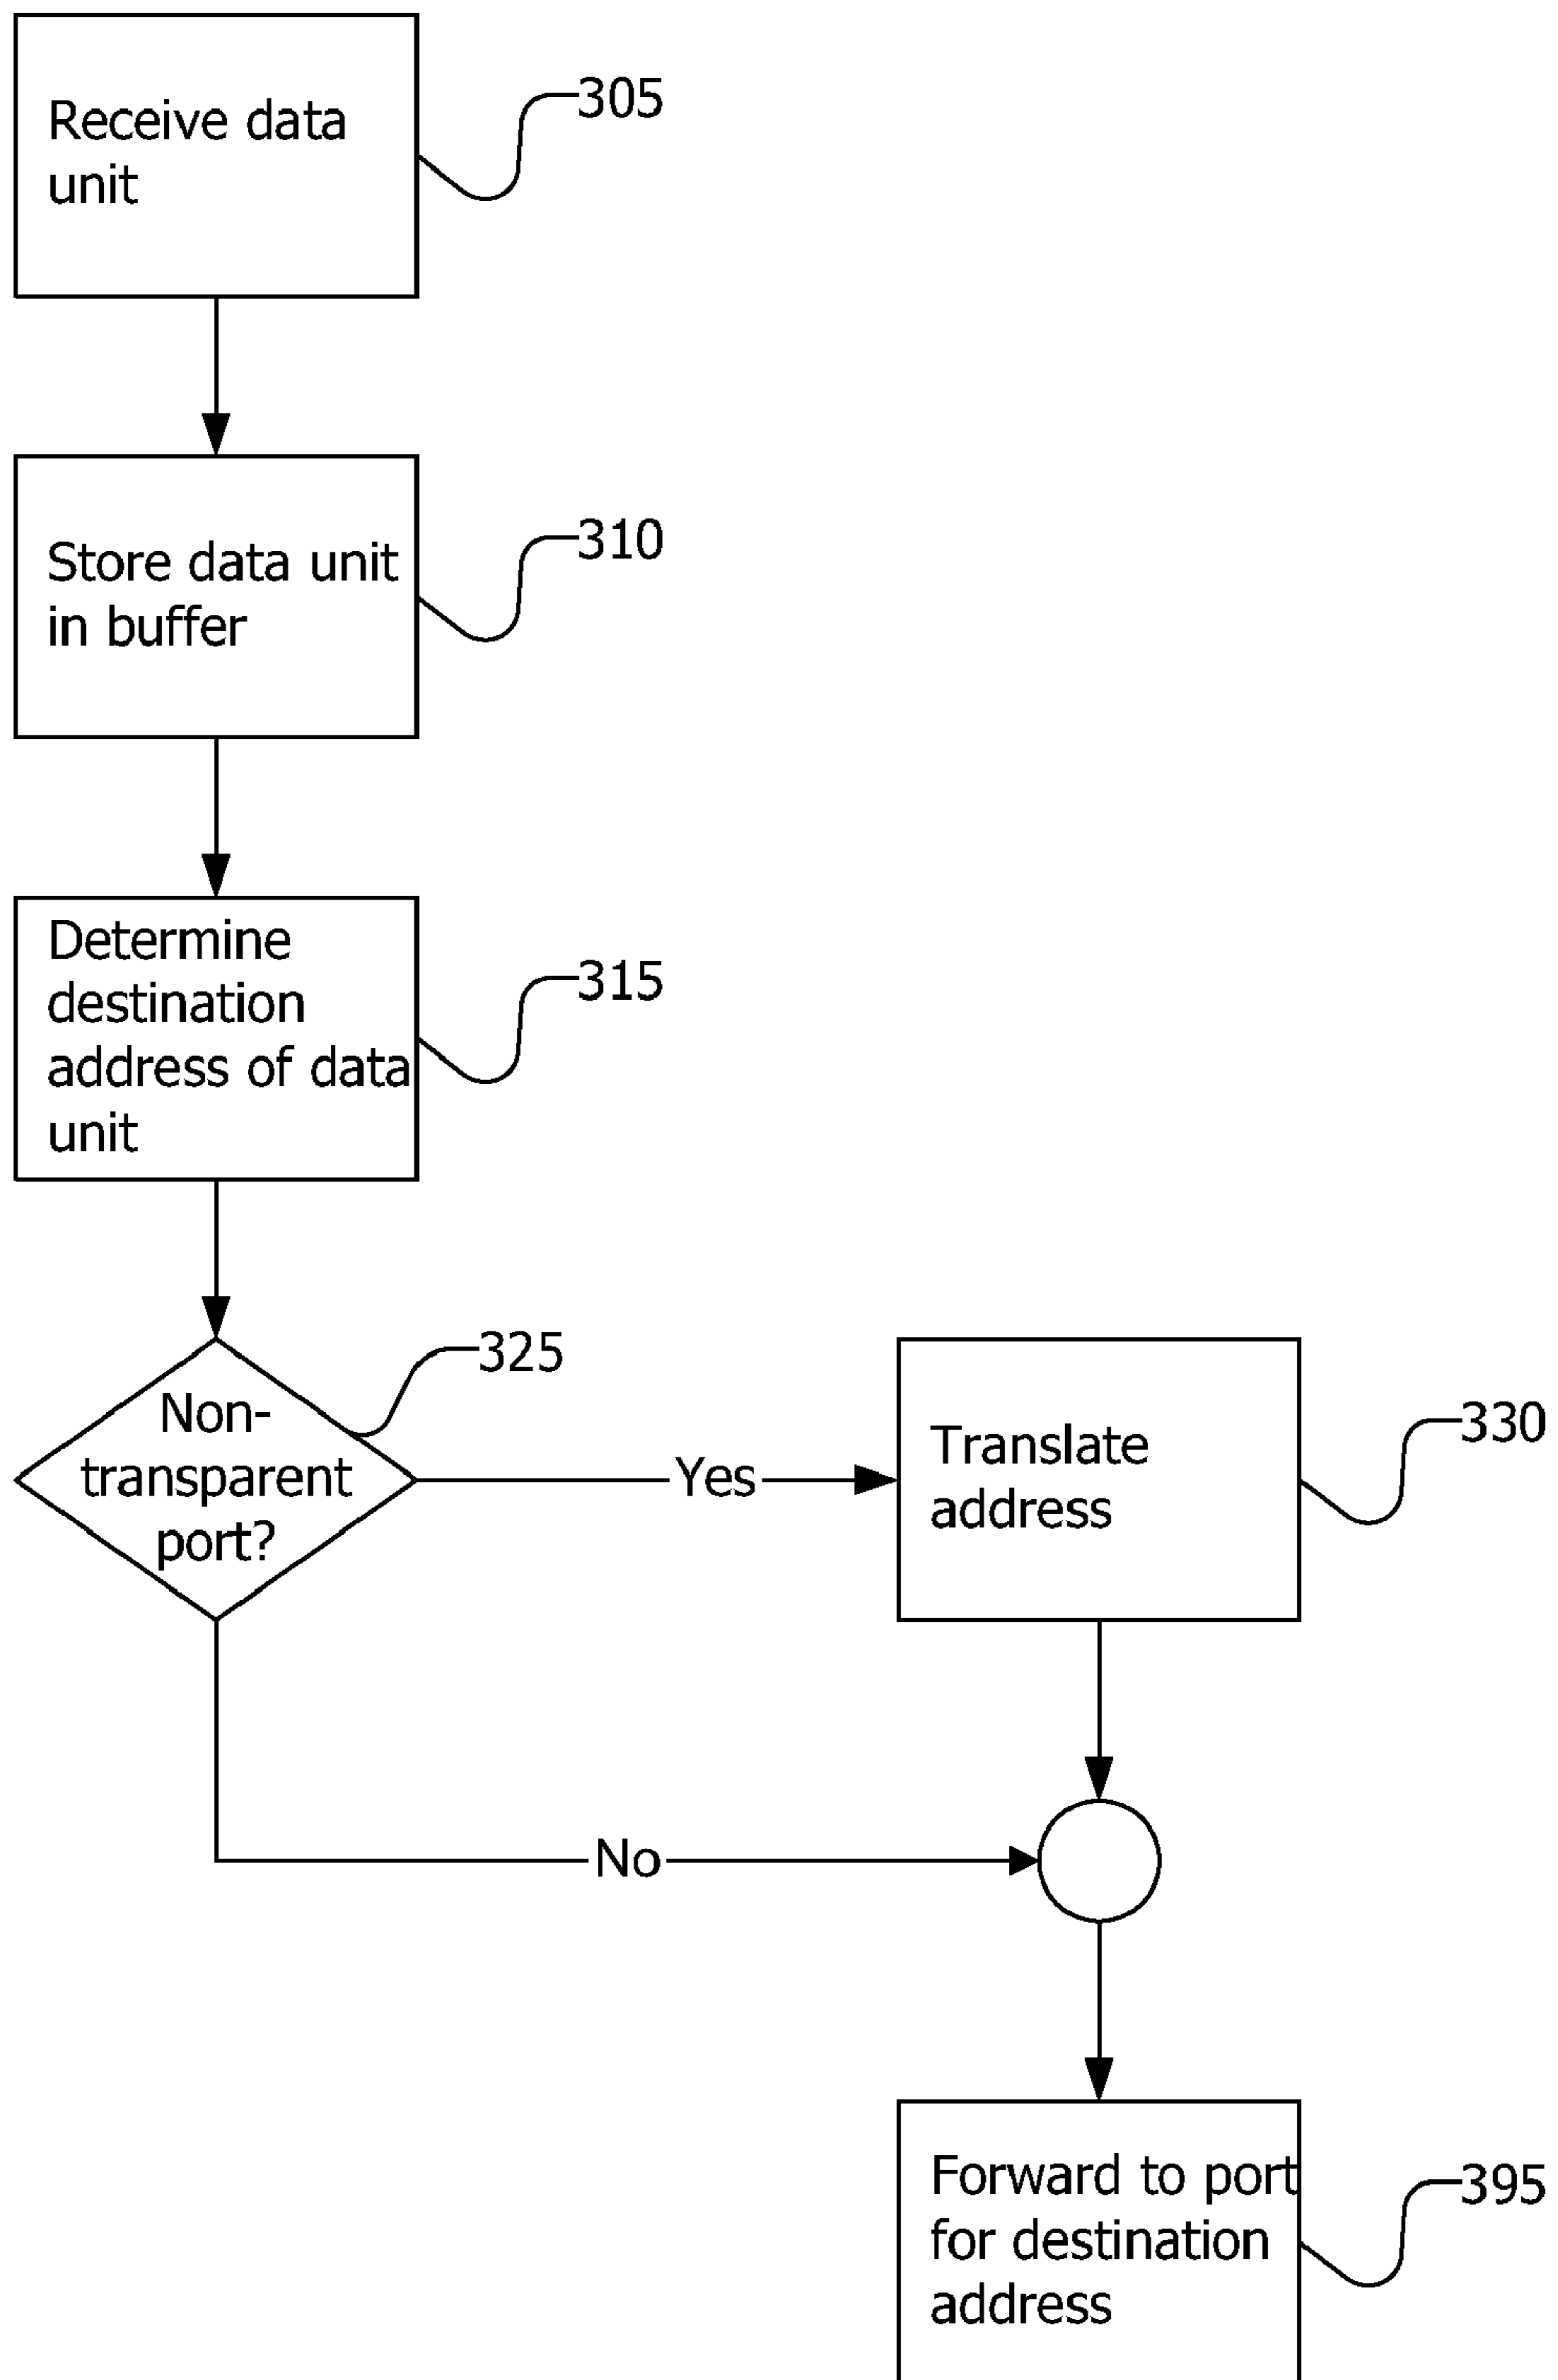 Receive data
unit
305
Store data unit
in buffer
310
Determine
destination
address of data
unit
315
Non-
transparent
port?
325
Yes
Translate
address
330
No
Forward to port
for destination
address
395